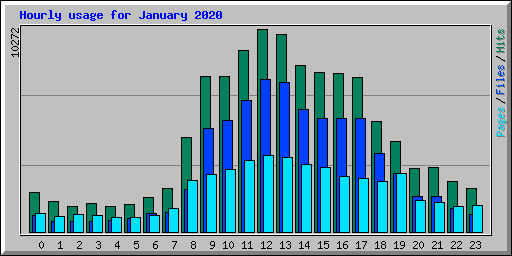 Hourly usage for January 2020
10272
Pages/Files/Hits
0 1 2 3 4 5 6 7 8 9 10 11 12 13 14 15 16 17 18 19 20 21 22 23